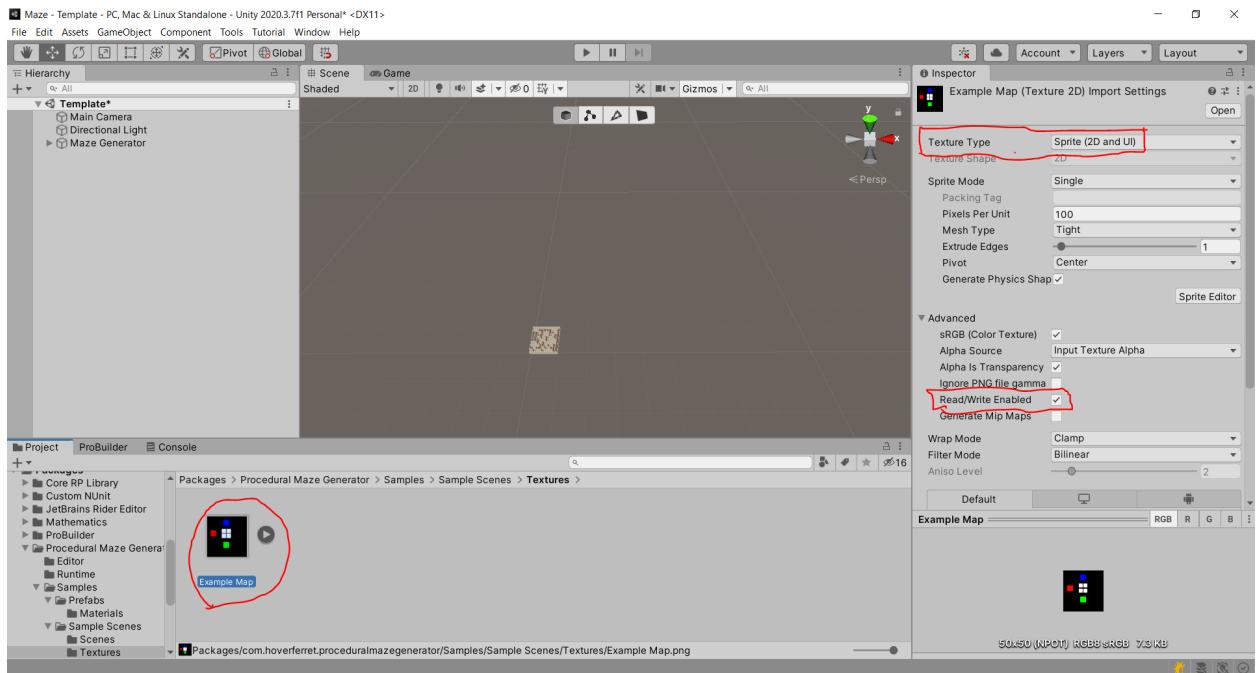 Maze - Template - PC, Mac & Linux Standalone - Unity 2020.3.7f1 Personal* <DX11>
File Edit Assets GameObject Component Tools Tutorial Window Help
Pivot Global Account Layers Layout
Hierarchy Scene Game Inspector
All Shaded 2D 0 Gizmos All
Template*
Main Camera
Directional Light
Maze Generator
y
x
Persp
Example Map (Texture 2D) Import Settings
Open
Texture Type Sprite (2D and UI)
Texture Shape 2D
Sprite Mode Single
Packing Tag
Pixels Per Unit 100
Mesh Type Tight
Extrude Edges 1
Pivot Center
Generate Physics Shap
Sprite Editor
Advanced
sRGB (Color Texture)
Alpha Source Input Texture Alpha
Alpha Is Transparency
Ignore PNG file gamma
Read/Write Enabled
Generate Mip Maps
Wrap Mode Clamp
Filter Mode Bilinear
Aniso Level 2
Default
Example Map RGB R G B
50x50 (NPOT) RGB8 sRGB 7.3 KB
Project ProBuilder Console
16
Packages
Core RP Library
Custom NUnit
JetBrains Rider Editor
Mathematics
ProBuilder
Procedural Maze Generat
Editor
Runtime
Samples
Prefabs
Materials
Sample Scenes
Scenes
Textures
Packages > Procedural Maze Generator > Samples > Sample Scenes > Textures >
Example Map
Packages/com.hoverferret.proceduralmazegenerator/Samples/Sample Scenes/Textures/Example Map.png